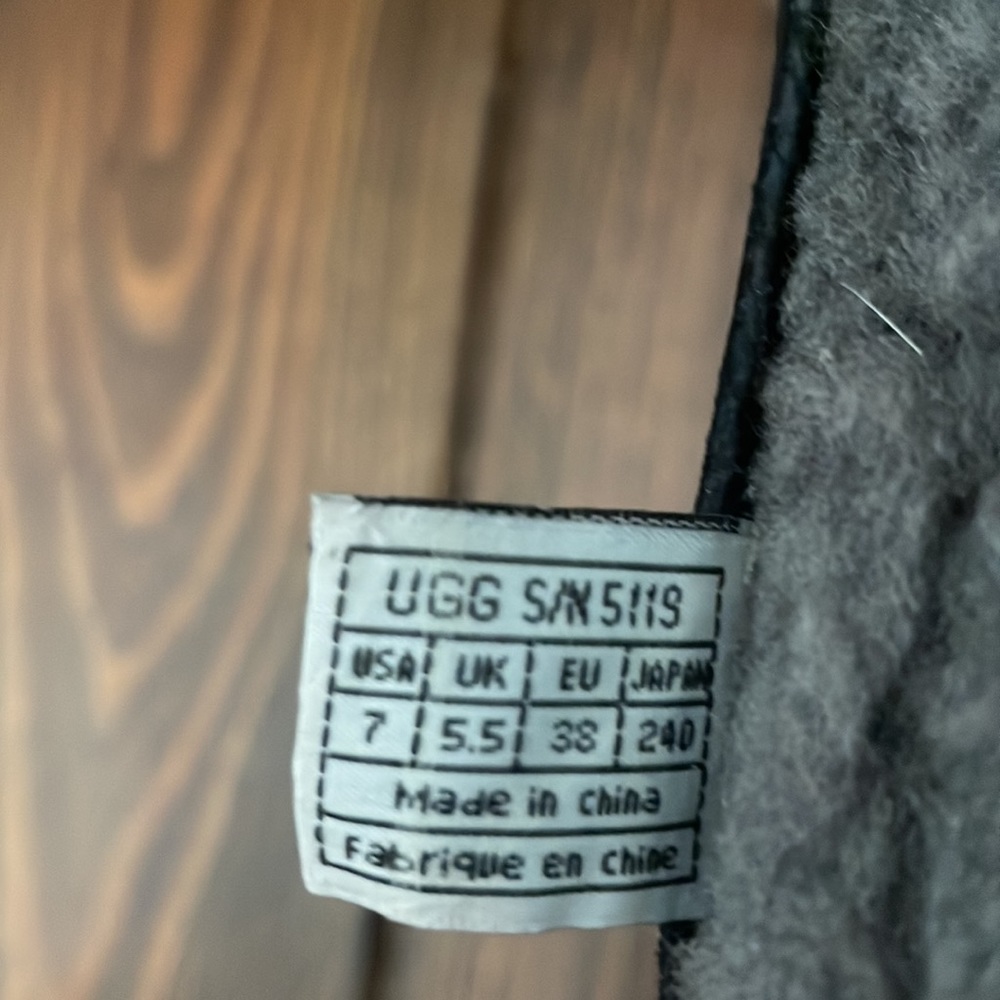 UGG S/N 5119
USA UK EU JAPAN
7 5.5 38 240
Made in china
Fabrique en chine